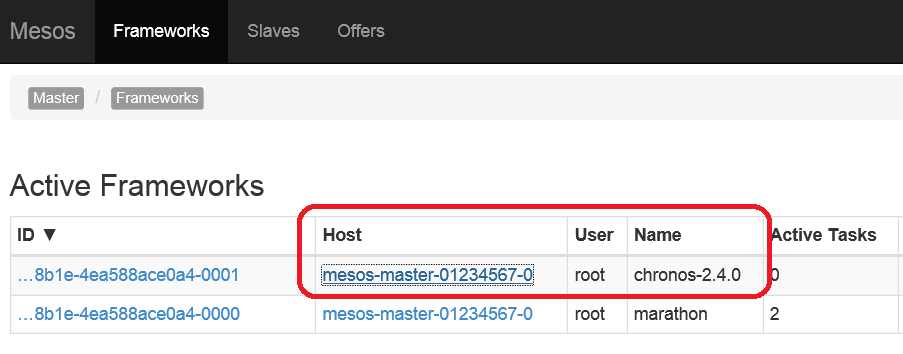 Mesos Frameworks Slaves Offers
Master / Frameworks
Active Frameworks
ID ▼ Host User Name Active Tasks
…8b1e-4ea588ace0a4-0001 mesos-master-01234567-0 root chronos-2.4.0 0
…8b1e-4ea588ace0a4-0000 mesos-master-01234567-0 root marathon 2